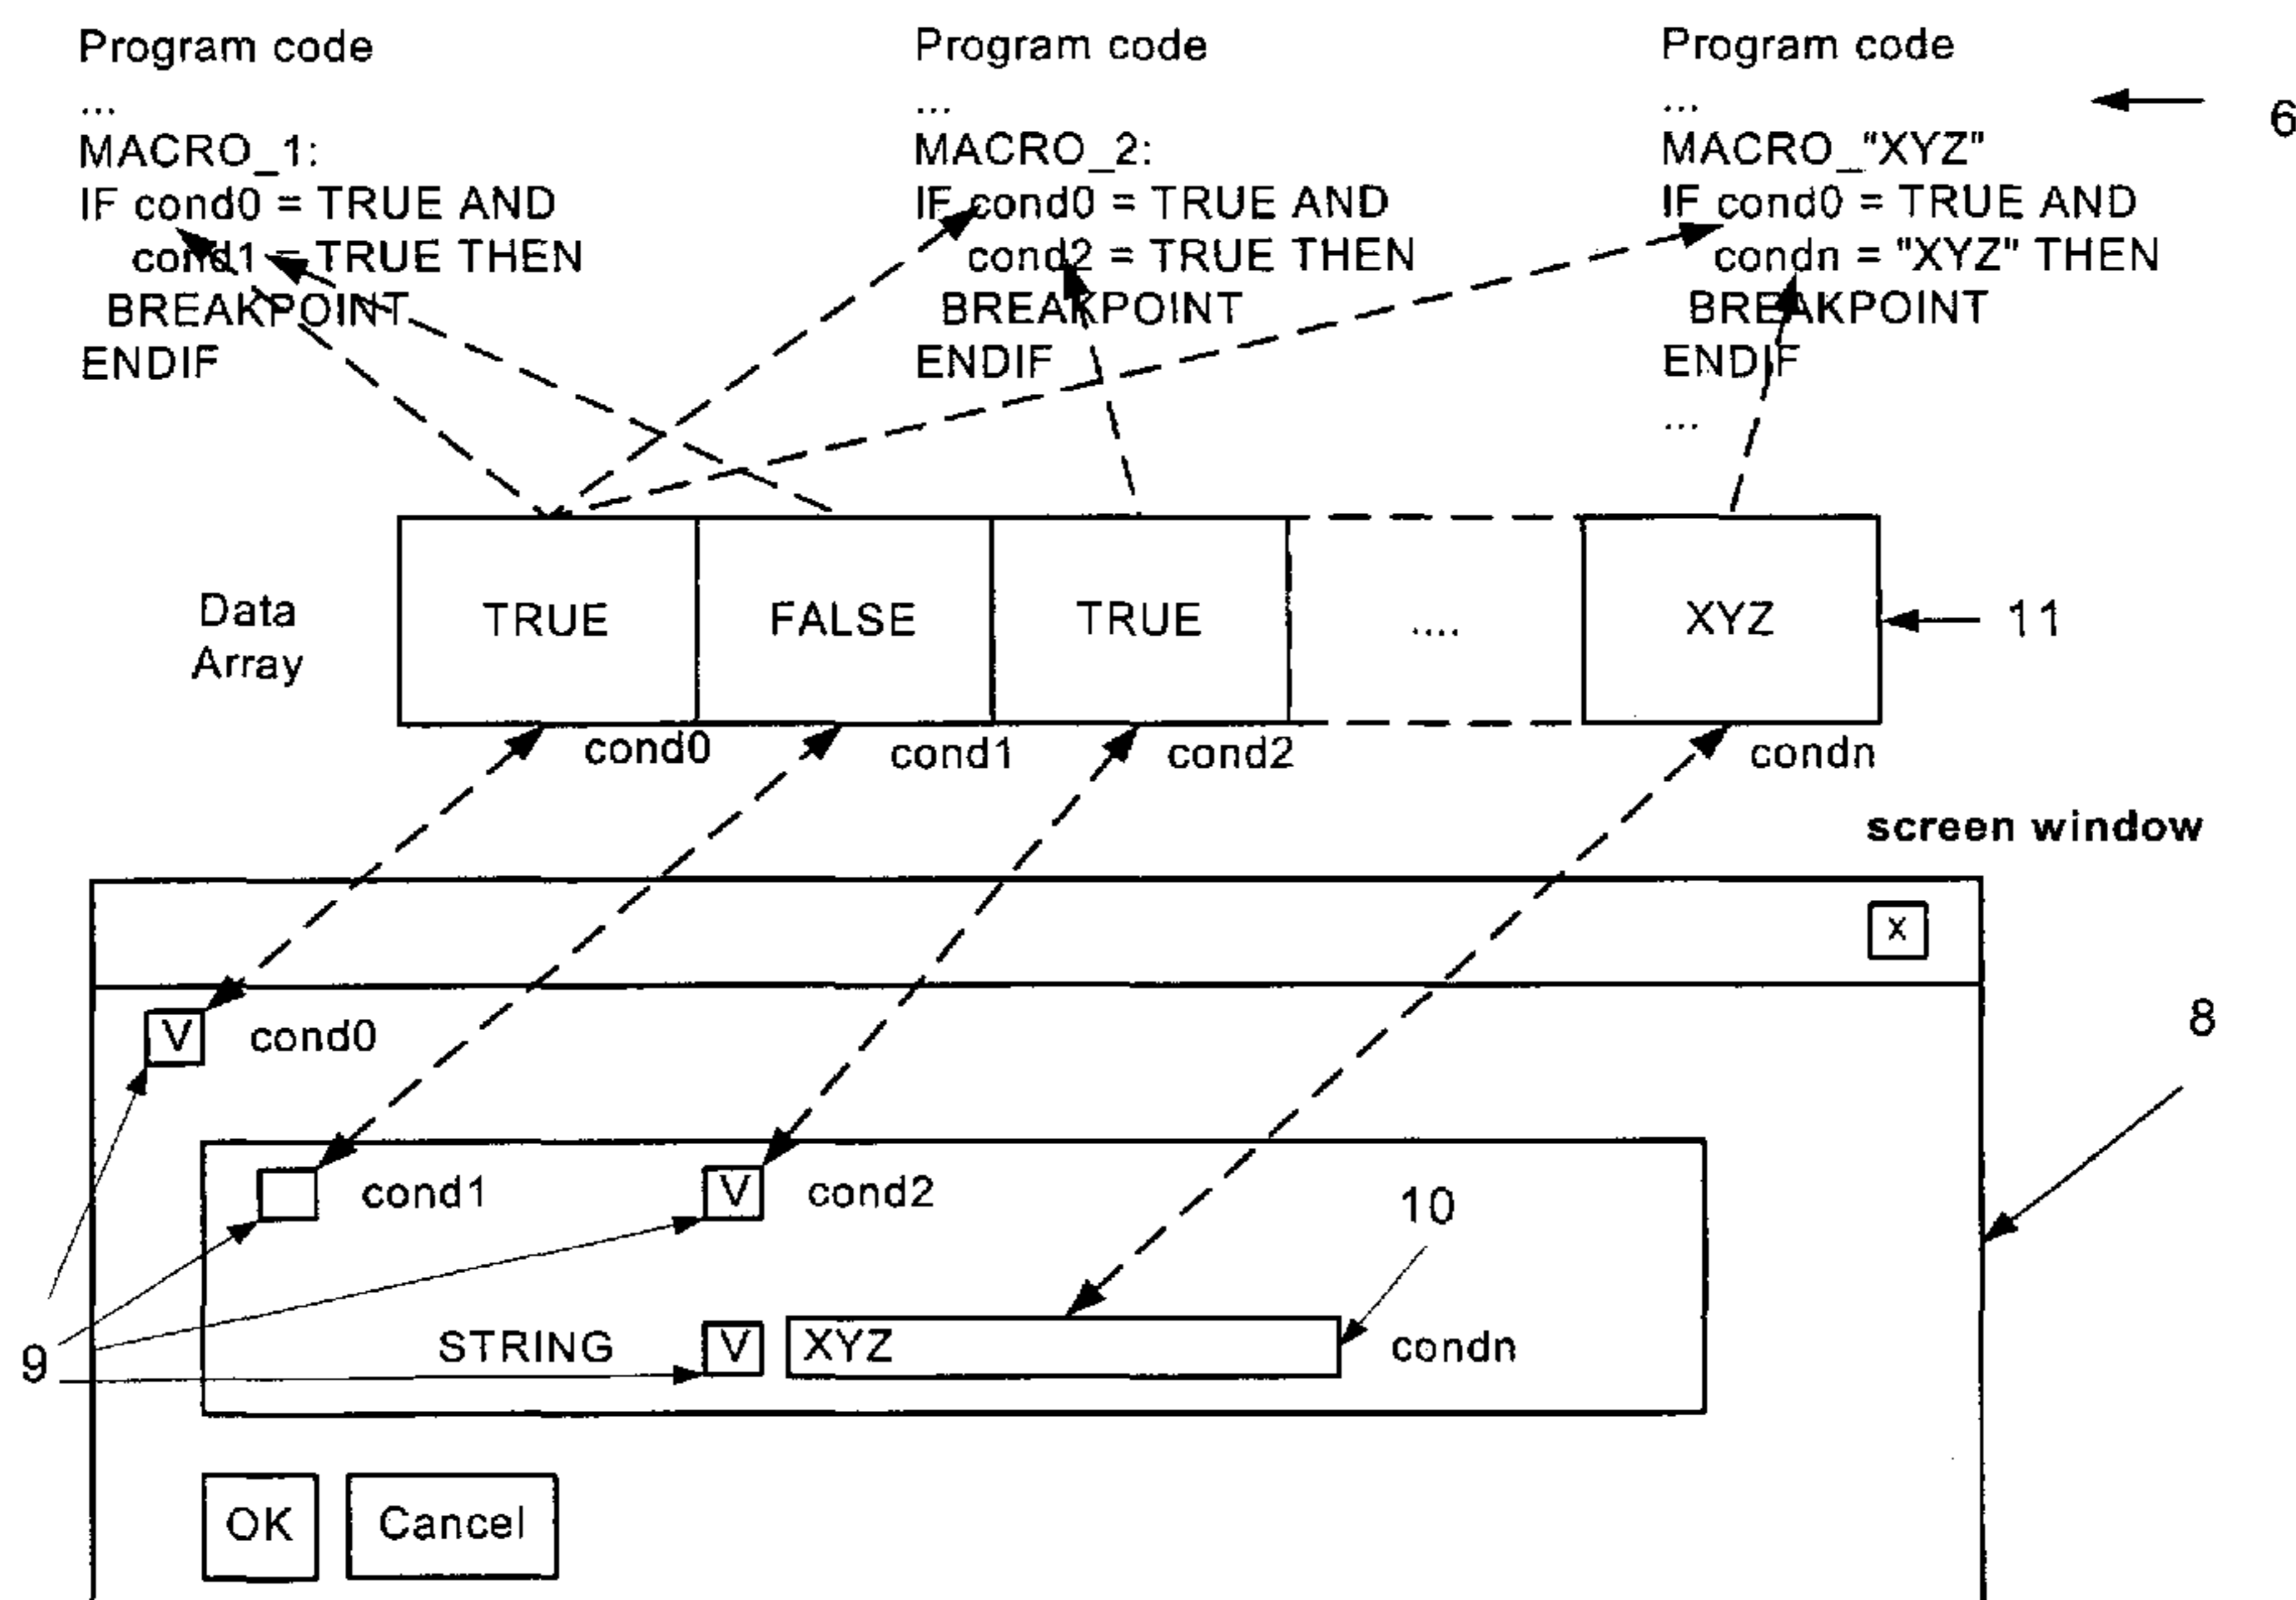 Program code
...
MACRO_1:
IF cond0 = TRUE AND
cond1 = TRUE THEN
BREAKPOINT
ENDIF
Program code
...
MACRO_2:
IF cond0 = TRUE AND
cond2 = TRUE THEN
BREAKPOINT
ENDIF
Program code
...
MACRO_"XYZ"
IF cond0 = TRUE AND
condn = "XYZ" THEN
BREAKPOINT
ENDIF
...
6
Data
Array
TRUE
FALSE
TRUE
....
XYZ
11
cond0
cond1
cond2
condn
screen window
x
V
cond0
8
cond1
V
cond2
10
9
STRING
V
XYZ
condn
OK
Cancel